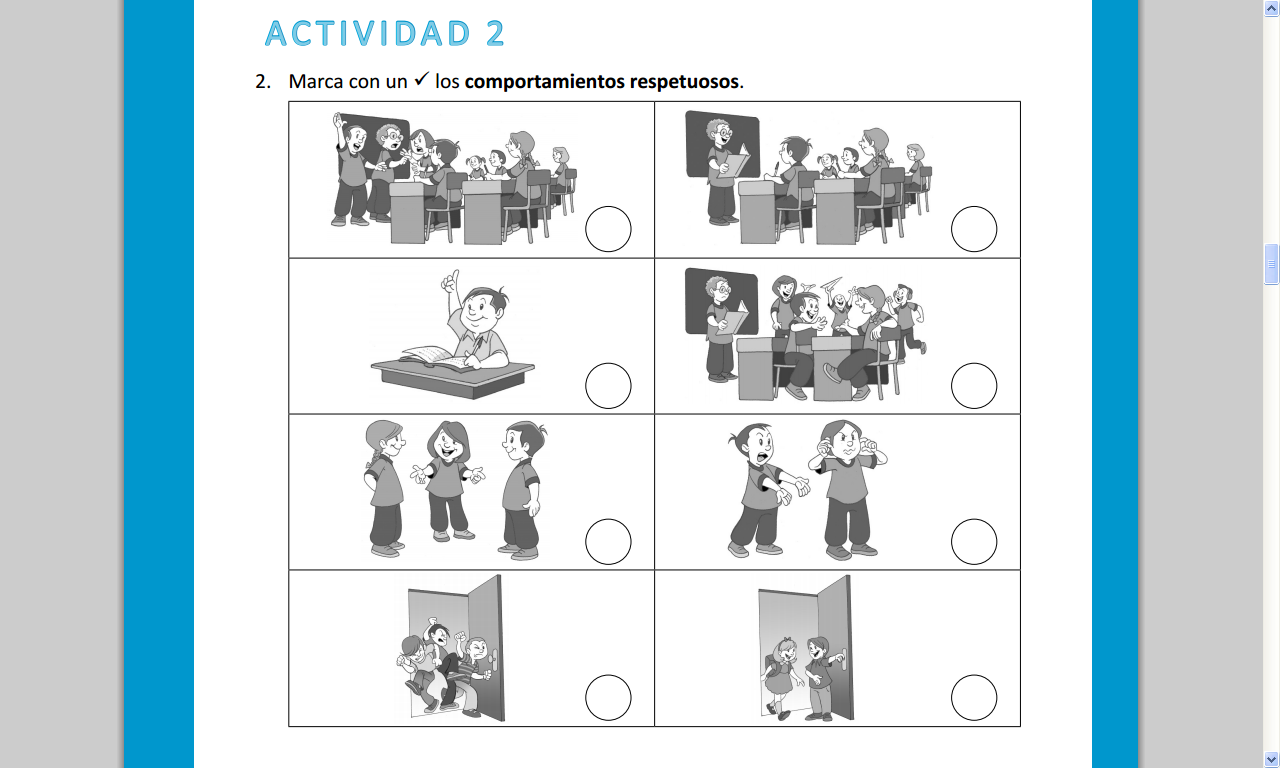 ACTIVIDAD 2
2. Marca con un ✓ los comportamientos respetuosos.